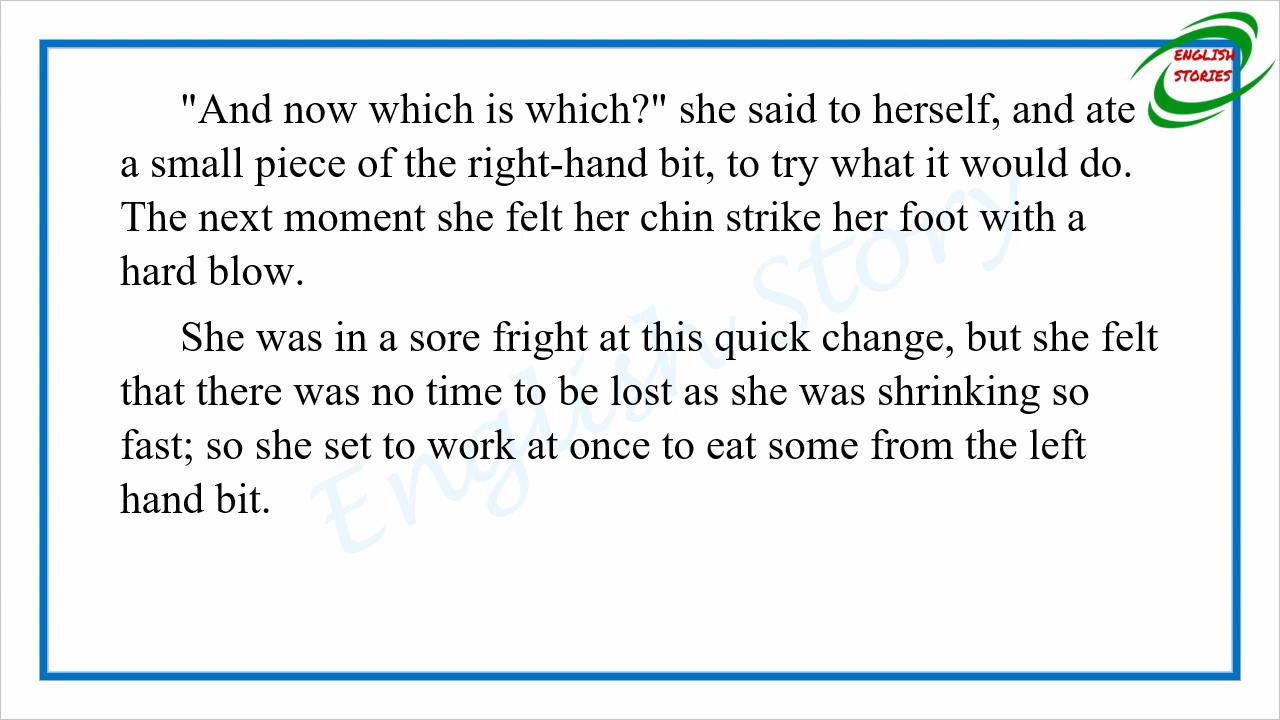 ENGLISH
STORIES
"And now which is which?" she said to herself, and ate
a small piece of the right-hand bit, to try what it would do.
The next moment she felt her chin strike her foot with a
hard blow.
She was in a sore fright at this quick change, but she felt
that there was no time to be lost as she was shrinking so
fast; so she set to work at once to eat some from the left
hand bit.
English Story